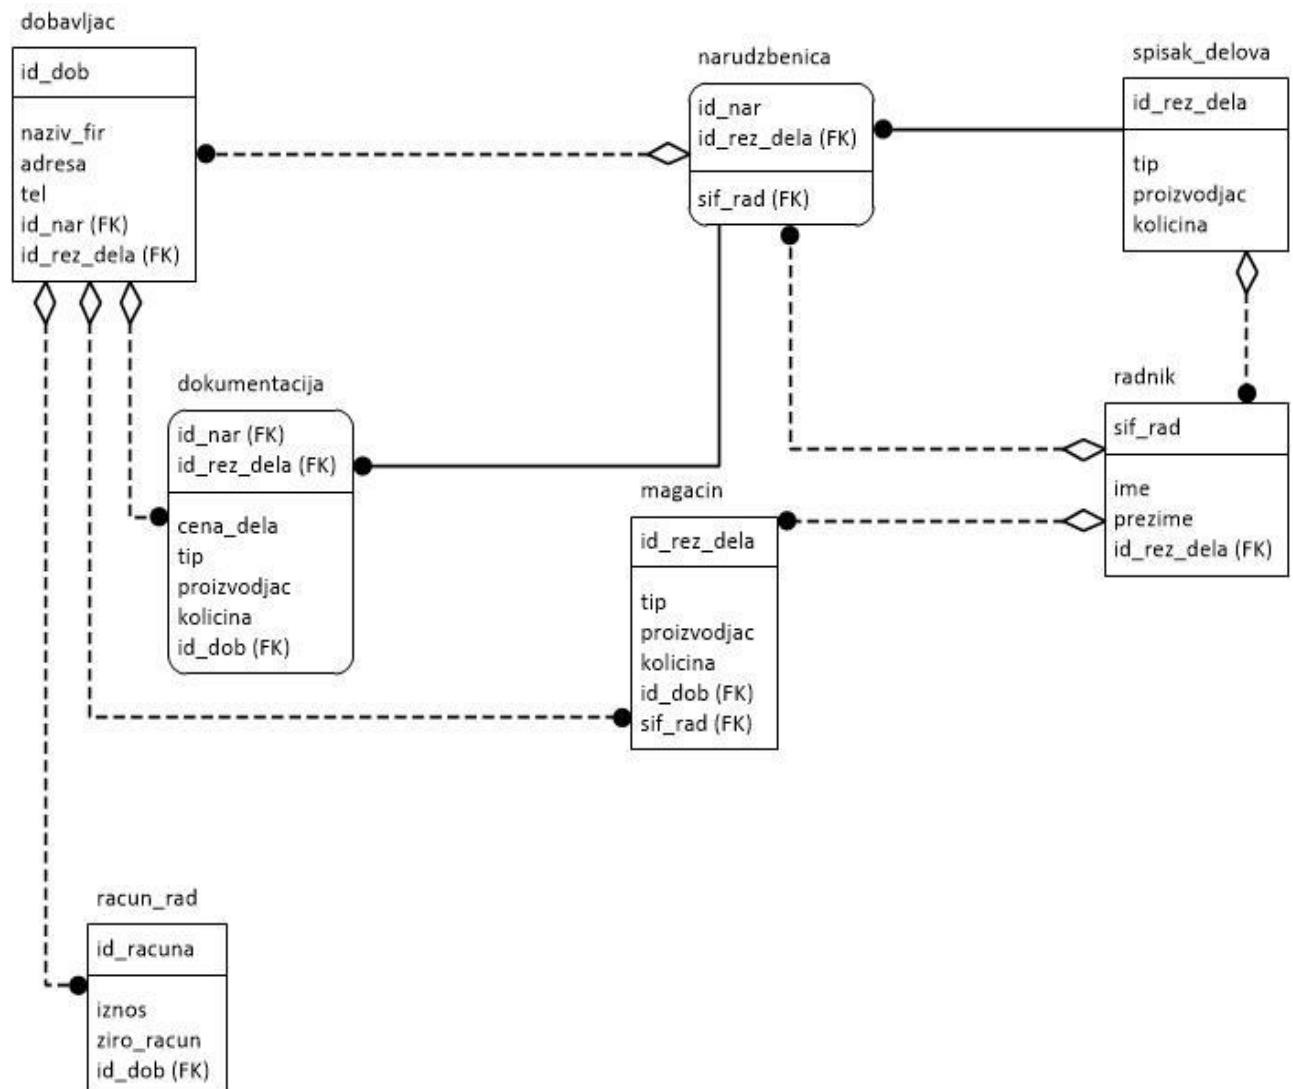 dobavljac
id_dob
naziv_fir
adresa
tel
id_nar (FK)
id_rez_dela (FK)
narudzbenica
id_nar
id_rez_dela (FK)
sif_rad (FK)
spisak_delova
id_rez_dela
tip
proizvodjac
kolicina
dokumentacija
id_nar (FK)
id_rez_dela (FK)
cena_dela
tip
proizvodjac
kolicina
id_dob (FK)
radnik
sif_rad
ime
prezime
id_rez_dela (FK)
magacin
id_rez_dela
tip
proizvodjac
kolicina
id_dob (FK)
sif_rad (FK)
racun_rad
id_racuna
iznos
ziro_racun
id_dob (FK)